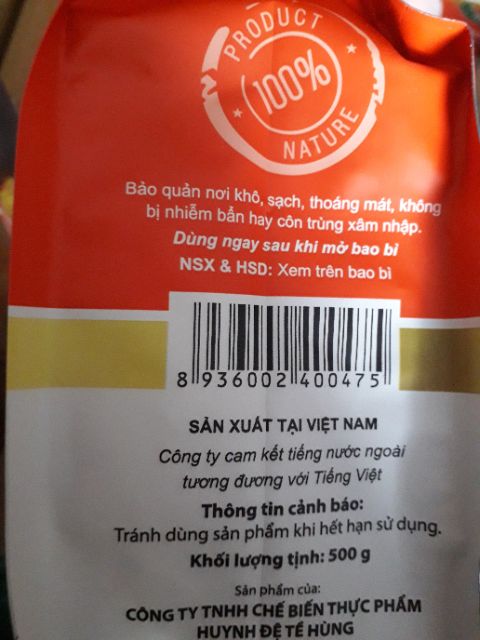 PRODUCT
100%
NATURE
Bảo quản nơi khô, sạch, thoáng mát, không
bị nhiễm bẩn hay côn trùng xâm nhập.
Dùng ngay sau khi mở bao bì
NSX & HSD: Xem trên bao bì
8 936002 400475
SẢN XUẤT TẠI VIỆT NAM
Công ty cam kết tiếng nước ngoài
tương đương với Tiếng Việt
Thông tin cảnh báo:
Tránh dùng sản phẩm khi hết hạn sử dụng.
Khối lượng tịnh: 500 g
Sản phẩm của:
CÔNG TY TNHH CHẾ BIẾN THỰC PHẨM
HUYNH ĐỆ TỀ HÙNG